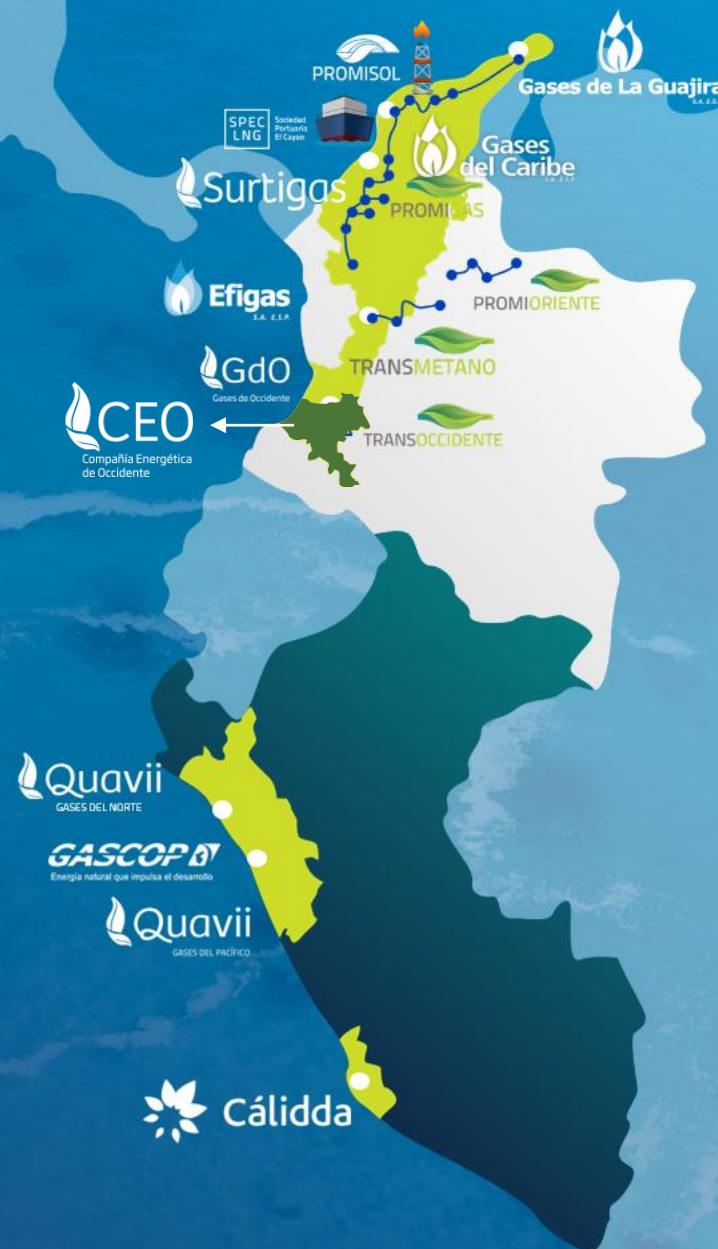 PROMISOL
Gases de La Guajira
S.A. E.S.P.
SPEC
LNG
Sociedad
Portuaria
El Cayao
Gases
del Caribe
S.A. E.S.P.
Surtigas
PROMIGAS
Efigas
S.A. E.S.P.
PROMIORIENTE
GdO
Gases de Occidente
TRANSMETANO
CEO
Compañía Energética
de Occidente
TRANSOCCIDENTE
Quavii
GASES DEL NORTE
GASCOP
Energía natural que impulsa el desarrollo
Quavii
GASES DEL PACÍFICO
Cálidda